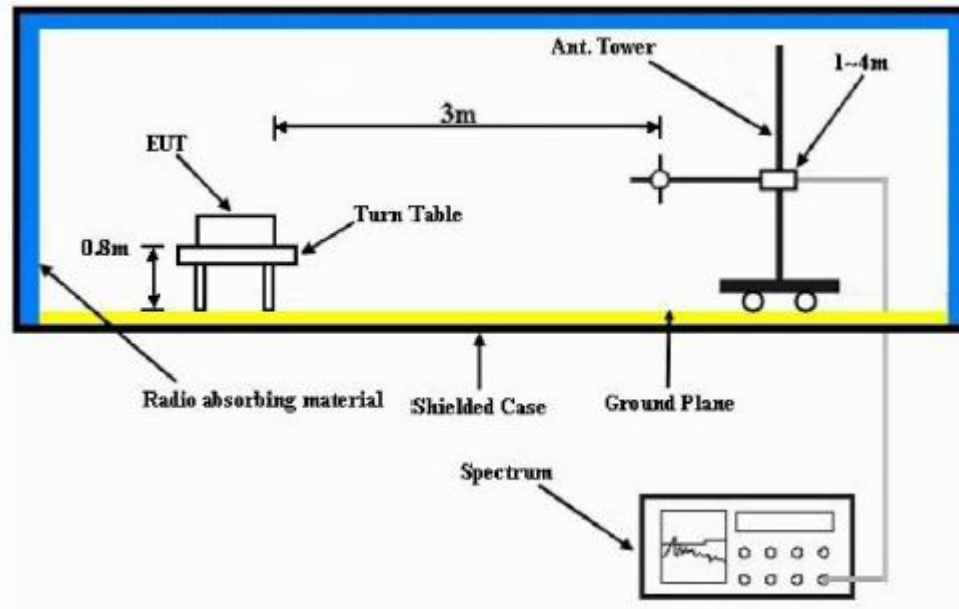 Ant. Tower
1~4m
3m
EUT
Turn Table
0.8m
Radio absorbing material
Shielded Case
Ground Plane
Spectrum